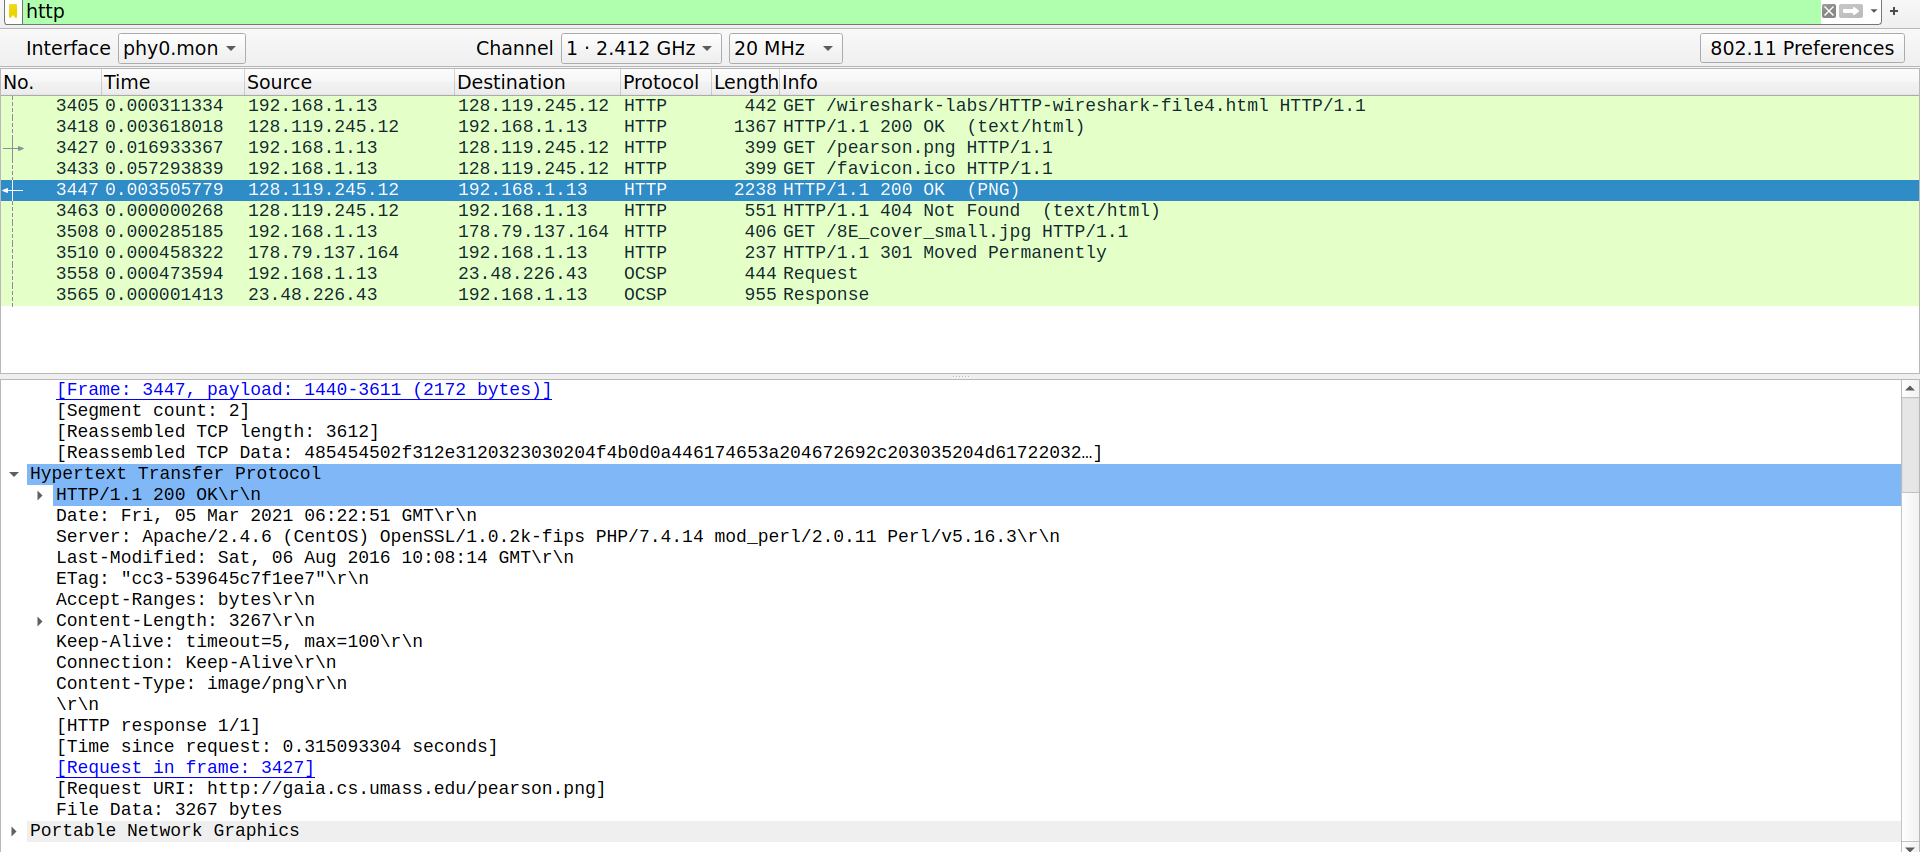 http
Interface phy0.mon Channel 1 · 2.412 GHz 20 MHz 802.11 Preferences
No. Time Source Destination Protocol Length Info
3405 0.000311334 192.168.1.13 128.119.245.12 HTTP 442 GET /wireshark-labs/HTTP-wireshark-file4.html HTTP/1.1
3418 0.003618018 128.119.245.12 192.168.1.13 HTTP 1367 HTTP/1.1 200 OK  (text/html)
3427 0.016933367 192.168.1.13 128.119.245.12 HTTP 399 GET /pearson.png HTTP/1.1
3433 0.057293839 192.168.1.13 128.119.245.12 HTTP 399 GET /favicon.ico HTTP/1.1
3447 0.003505779 128.119.245.12 192.168.1.13 HTTP 2238 HTTP/1.1 200 OK  (PNG)
3463 0.000000268 128.119.245.12 192.168.1.13 HTTP 551 HTTP/1.1 404 Not Found  (text/html)
3508 0.000285185 192.168.1.13 178.79.137.164 HTTP 406 GET /8E_cover_small.jpg HTTP/1.1
3510 0.000458322 178.79.137.164 192.168.1.13 HTTP 237 HTTP/1.1 301 Moved Permanently
3558 0.000473594 192.168.1.13 23.48.226.43 OCSP 444 Request
3565 0.000001413 23.48.226.43 192.168.1.13 OCSP 955 Response
[Frame: 3447, payload: 1440-3611 (2172 bytes)]
[Segment count: 2]
[Reassembled TCP length: 3612]
[Reassembled TCP Data: 485454502f312e3120323030204f4b0d0a446174653a204672692c203035204d61722032…]
Hypertext Transfer Protocol
HTTP/1.1 200 OK\r\n
Date: Fri, 05 Mar 2021 06:22:51 GMT\r\n
Server: Apache/2.4.6 (CentOS) OpenSSL/1.0.2k-fips PHP/7.4.14 mod_perl/2.0.11 Perl/v5.16.3\r\n
Last-Modified: Sat, 06 Aug 2016 10:08:14 GMT\r\n
ETag: "cc3-539645c7f1ee7"\r\n
Accept-Ranges: bytes\r\n
Content-Length: 3267\r\n
Keep-Alive: timeout=5, max=100\r\n
Connection: Keep-Alive\r\n
Content-Type: image/png\r\n
\r\n
[HTTP response 1/1]
[Time since request: 0.315093304 seconds]
[Request in frame: 3427]
[Request URI: http://gaia.cs.umass.edu/pearson.png]
File Data: 3267 bytes
Portable Network Graphics